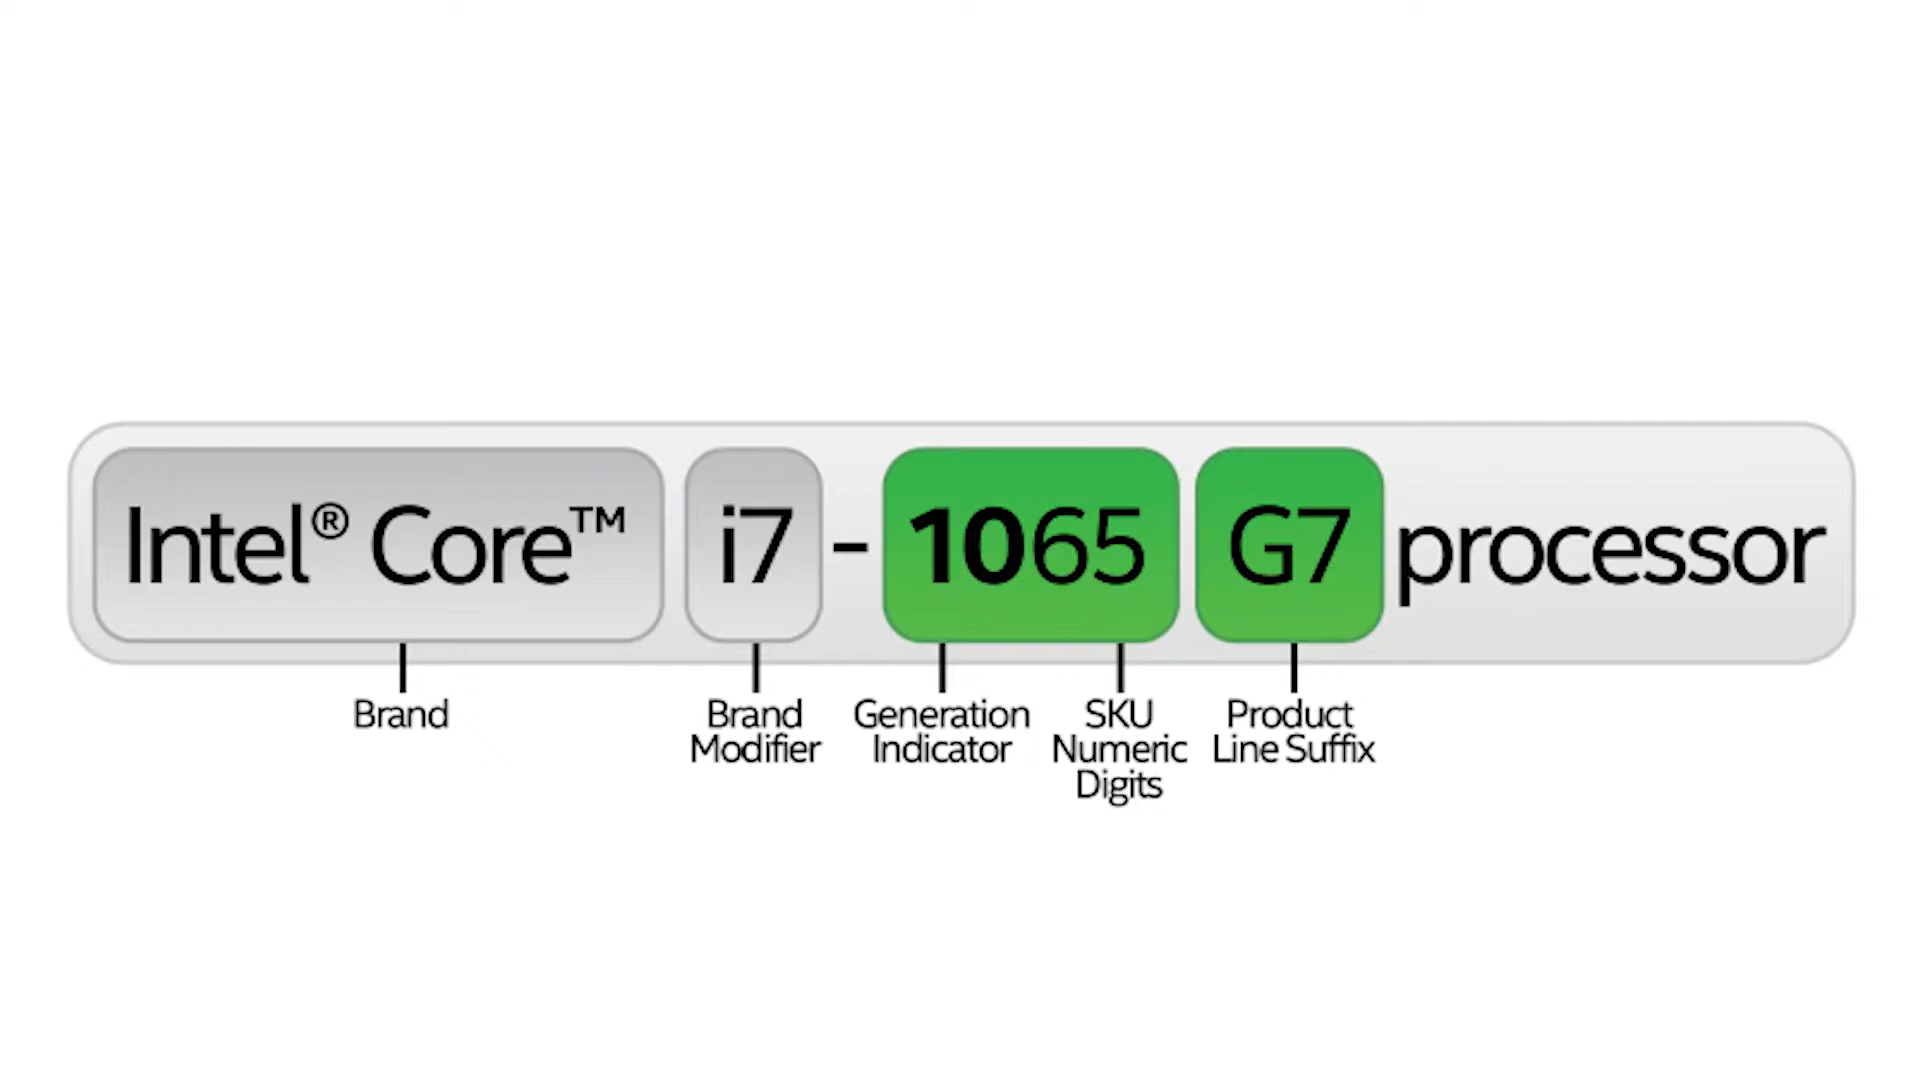 Intel® Core™ i7 - 1065 G7 processor
Brand
Brand
Modifier
Generation
Indicator
SKU
Numeric
Digits
Product
Line Suffix